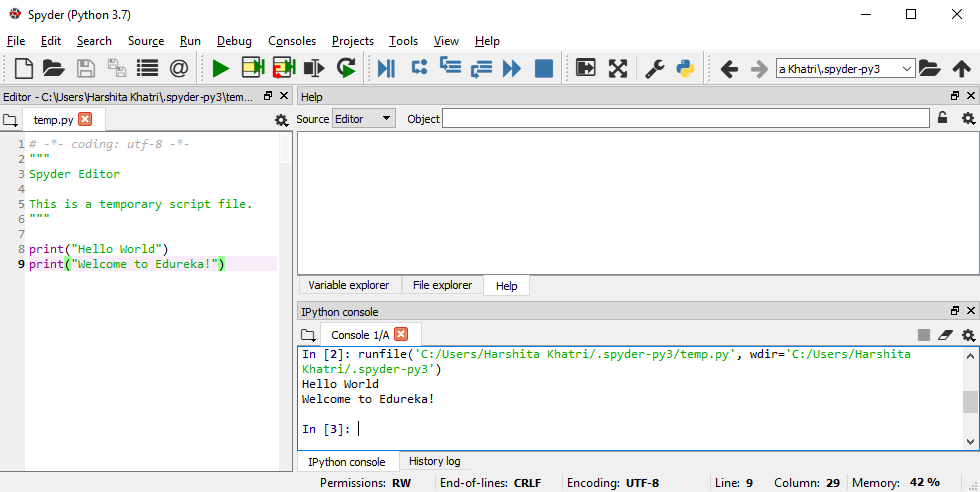 Spyder (Python 3.7)
File Edit Search Source Run Debug Consoles Projects Tools View Help
a Khatri\.spyder-py3
Editor - C:\Users\Harshita Khatri\.spyder-py3\tem...
temp.py
1 # -*- coding: utf-8 -*-
2 """
3 Spyder Editor
4
5 This is a temporary script file.
6 """
7
8 print("Hello World")
9 print("Welcome to Edureka!")
Help
Source Editor Object
Variable explorer File explorer Help
IPython console
Console 1/A
In [2]: runfile('C:/Users/Harshita Khatri/.spyder-py3/temp.py', wdir='C:/Users/Harshita
Khatri/.spyder-py3')
Hello World
Welcome to Edureka!
In [3]:
IPython console History log
Permissions: RW End-of-lines: CRLF Encoding: UTF-8 Line: 9 Column: 29 Memory: 42 %